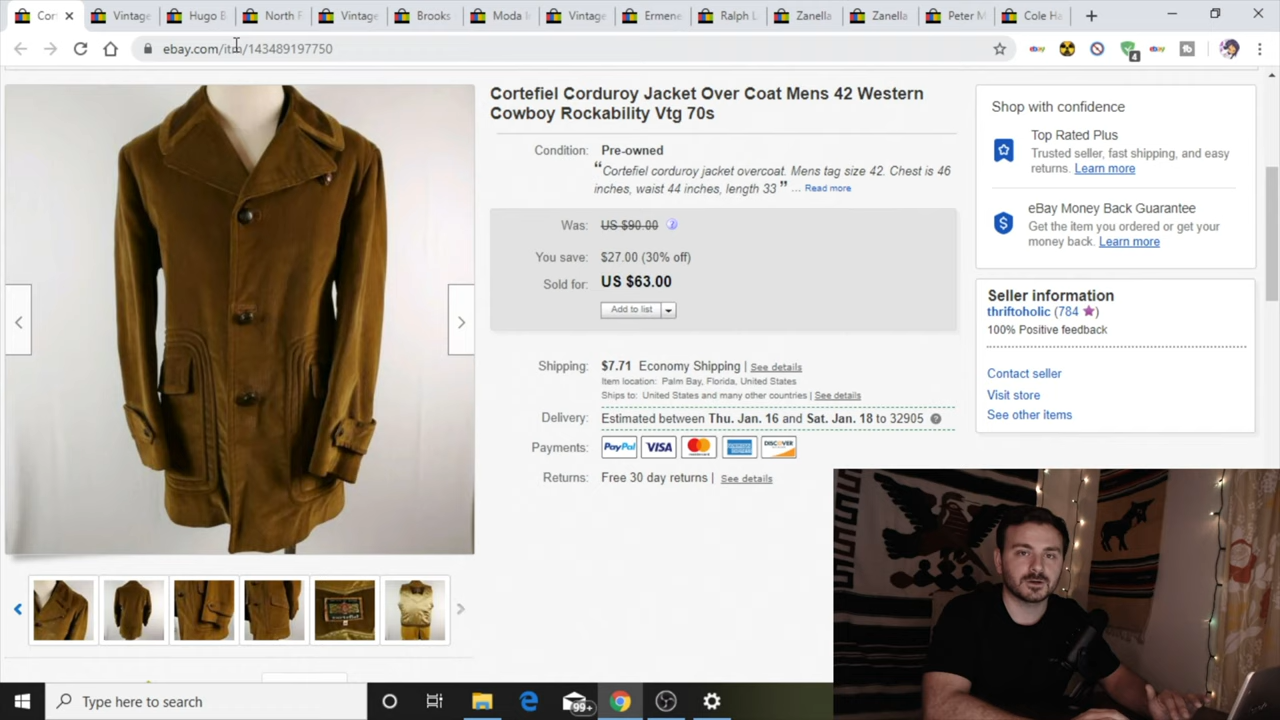 Cor
Vintage
Hugo B
North F
Vintage
Brooks
Moda i
Vintage
Ermene
Ralph L
Zanella
Zanella
Peter M
Cole Ha
ebay.com/itm/143489197750
4
Cortefiel Corduroy Jacket Over Coat Mens 42 Western
Cowboy Rockability Vtg 70s
Condition: Pre-owned
“Cortefiel corduroy jacket overcoat. Mens tag size 42. Chest is 46
inches, waist 44 inches, length 33 ” ... Read more
Was: US $90.00
You save: $27.00 (30% off)
Sold for: US $63.00
Add to list
Shipping: $7.71 Economy Shipping | See details
Item location: Palm Bay, Florida, United States
Ships to: United States and many other countries | See details
Delivery: Estimated between Thu. Jan. 16 and Sat. Jan. 18 to 32905
Payments: PayPal VISA MasterCard DISCOVER
Returns: Free 30 day returns | See details
Shop with confidence
Top Rated Plus
Trusted seller, fast shipping, and easy
returns. Learn more
eBay Money Back Guarantee
Get the item you ordered or get your
money back. Learn more
Seller information
thriftoholic (784)
100% Positive feedback
Contact seller
Visit store
See other items
Type here to search
99+